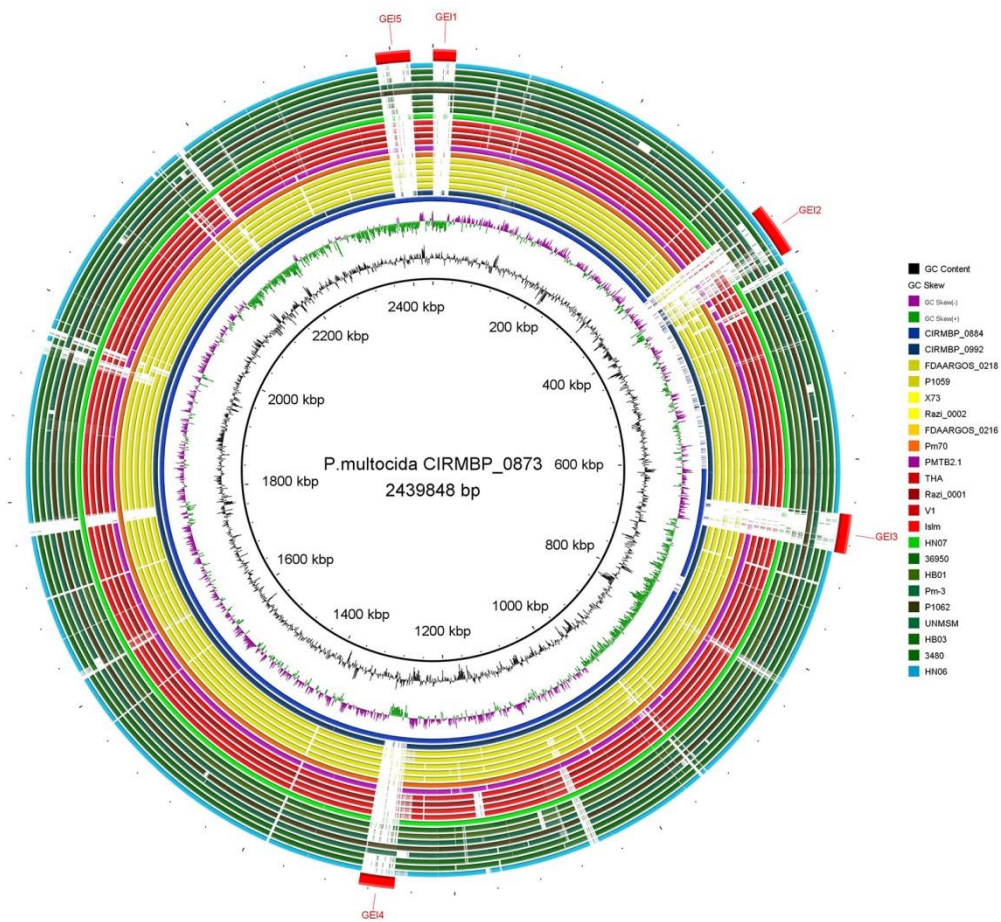 GEI5
GEI1
GEI2
GEI3
GEI4
2400 kbp
200 kbp
2200 kbp
400 kbp
2000 kbp
600 kbp
1800 kbp
800 kbp
1600 kbp
1000 kbp
1400 kbp
1200 kbp
P.multocida CIRMBP_0873
2439848 bp
GC Content
GC Skew
GC Skew(-)
GC Skew(+)
CIRMBP_0884
CIRMBP_0992
FDAARGOS_0218
P1059
X73
Razi_0002
FDAARGOS_0216
Pm70
PMTB2.1
THA
Razi_0001
V1
Islm
HN07
36950
HB01
Pm-3
P1062
UNMSM
HB03
3480
HN06